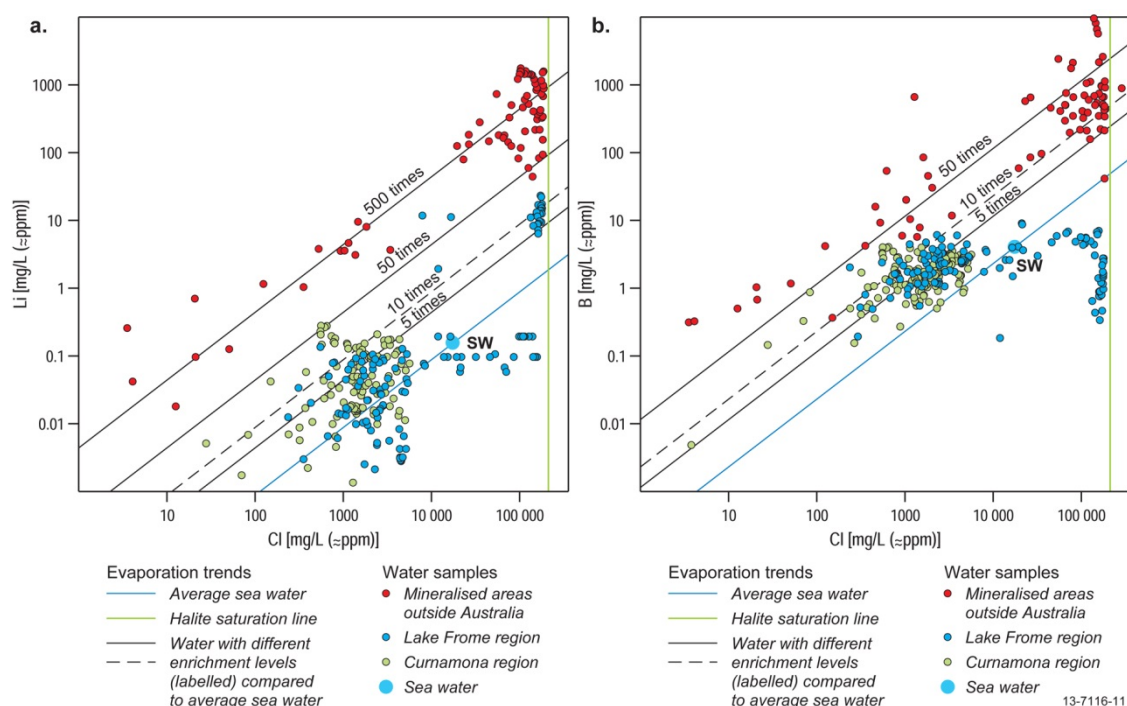 a.
Li [mg/L (≈ppm)]
1000
100
10
1
0.1
0.01
500 times
50 times
10 times
5 times
SW
10
100
1000
10 000
100 000
Cl [mg/L (≈ppm)]
b.
B [mg/L (≈ppm)]
1000
100
10
1
0.1
0.01
50 times
10 times
5 times
SW
10
100
1000
10 000
100 000
Cl [mg/L (≈ppm)]
Evaporation trends
Average sea water
Halite saturation line
Water with different
enrichment levels
(labelled) compared
to average sea water
Water samples
Mineralised areas
outside Australia
Lake Frome region
Curnamona region
Sea water
Evaporation trends
Average sea water
Halite saturation line
Water with different
enrichment levels
(labelled) compared
to average sea water
Water samples
Mineralised areas
outside Australia
Lake Frome region
Curnamona region
Sea water
13-7116-11